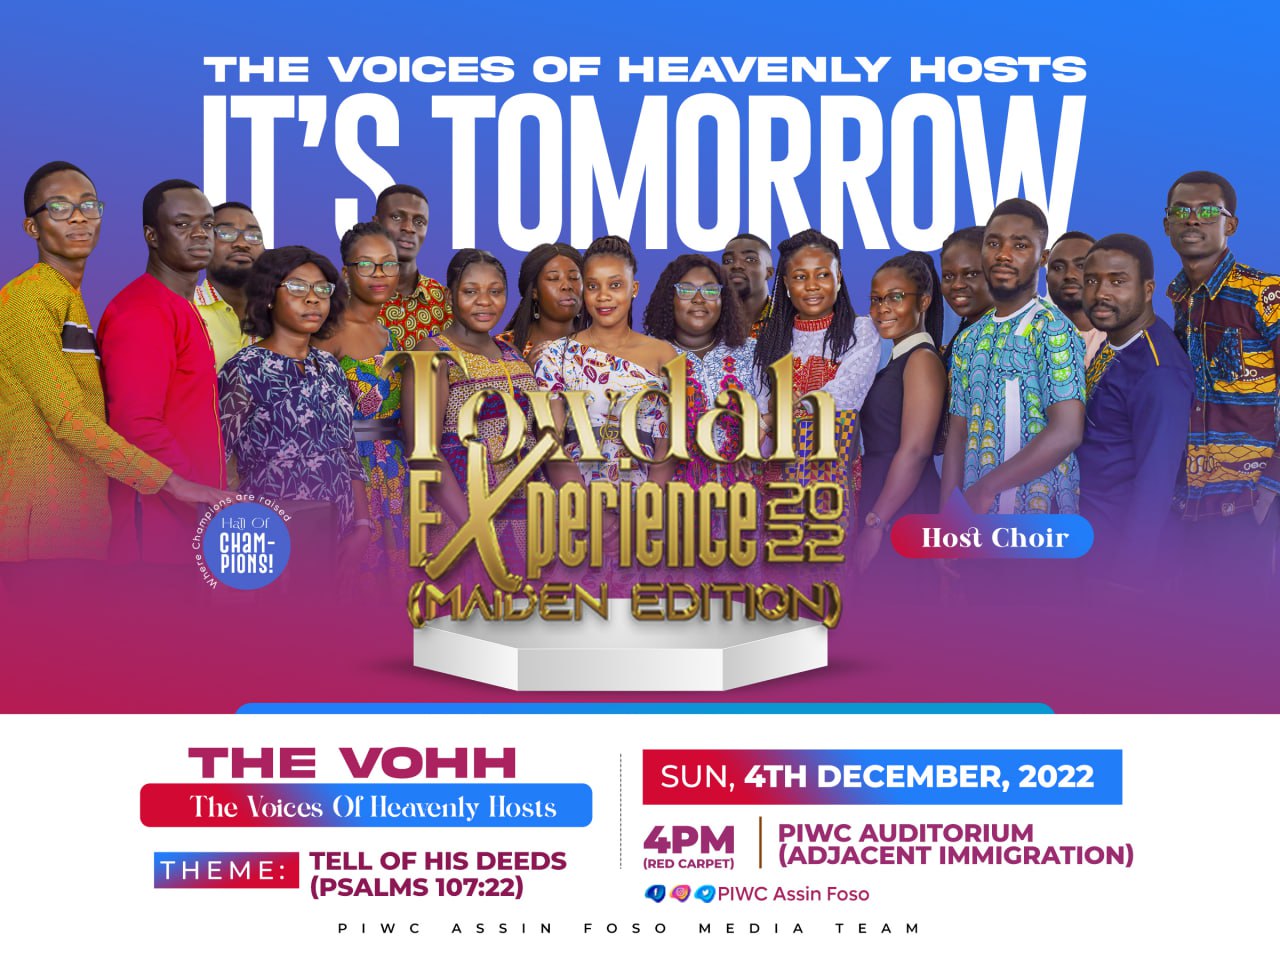 THE VOICES OF HEAVENLY HOSTS
IT'S TOMORROW
Towdah
EXperience 2022
(MAIDEN EDITION)
Where Champions are raised
Hall Of
CHAM-
PIONS!
Host Choir
THE VOHH
The Voices Of Heavenly Hosts
THEME:
TELL OF HIS DEEDS
(PSALMS 107:22)
SUN, 4TH DECEMBER, 2022
4PM
(RED CARPET)
PIWC AUDITORIUM
(ADJACENT IMMIGRATION)
PIWC Assin Foso
PIWC ASSIN FOSO MEDIA TEAM